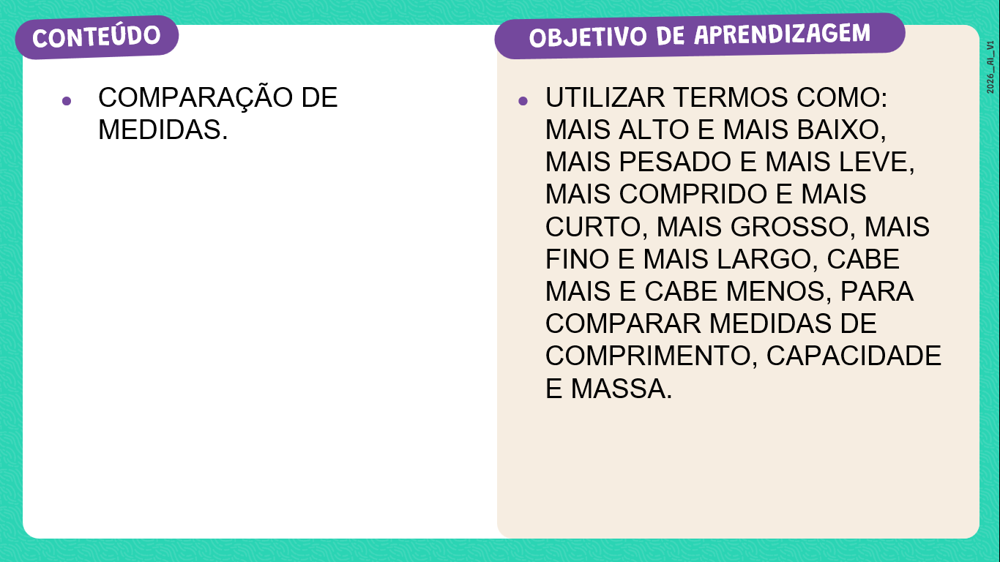 CONTEÚDO
COMPARAÇÃO DE
MEDIDAS.
OBJETIVO DE APRENDIZAGEM
UTILIZAR TERMOS COMO:
MAIS ALTO E MAIS BAIXO,
MAIS PESADO E MAIS LEVE,
MAIS COMPRIDO E MAIS
CURTO, MAIS GROSSO, MAIS
FINO E MAIS LARGO, CABE
MAIS E CABE MENOS, PARA
COMPARAR MEDIDAS DE
COMPRIMENTO, CAPACIDADE
E MASSA.
2026_AI_V1